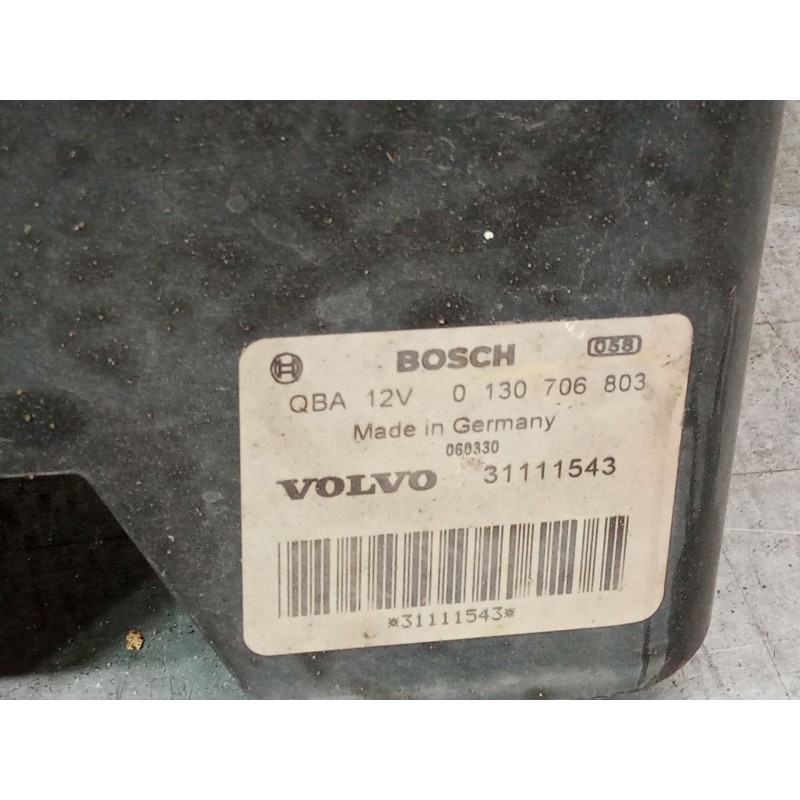 BOSCH 058
QBA 12V 0 130 706 803
Made in Germany
060330
VOLVO 31111543
*31111543*